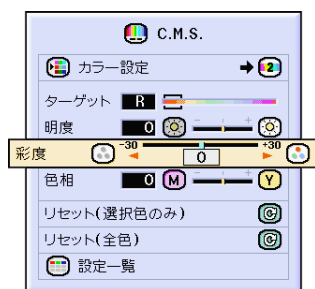 C.M.S.
カラー設定 2
ターゲット R
明度 0 - +
彩度 -30 0 +30
色相 0 M - + Y
リセット(選択色のみ)
リセット(全色)
設定一覧